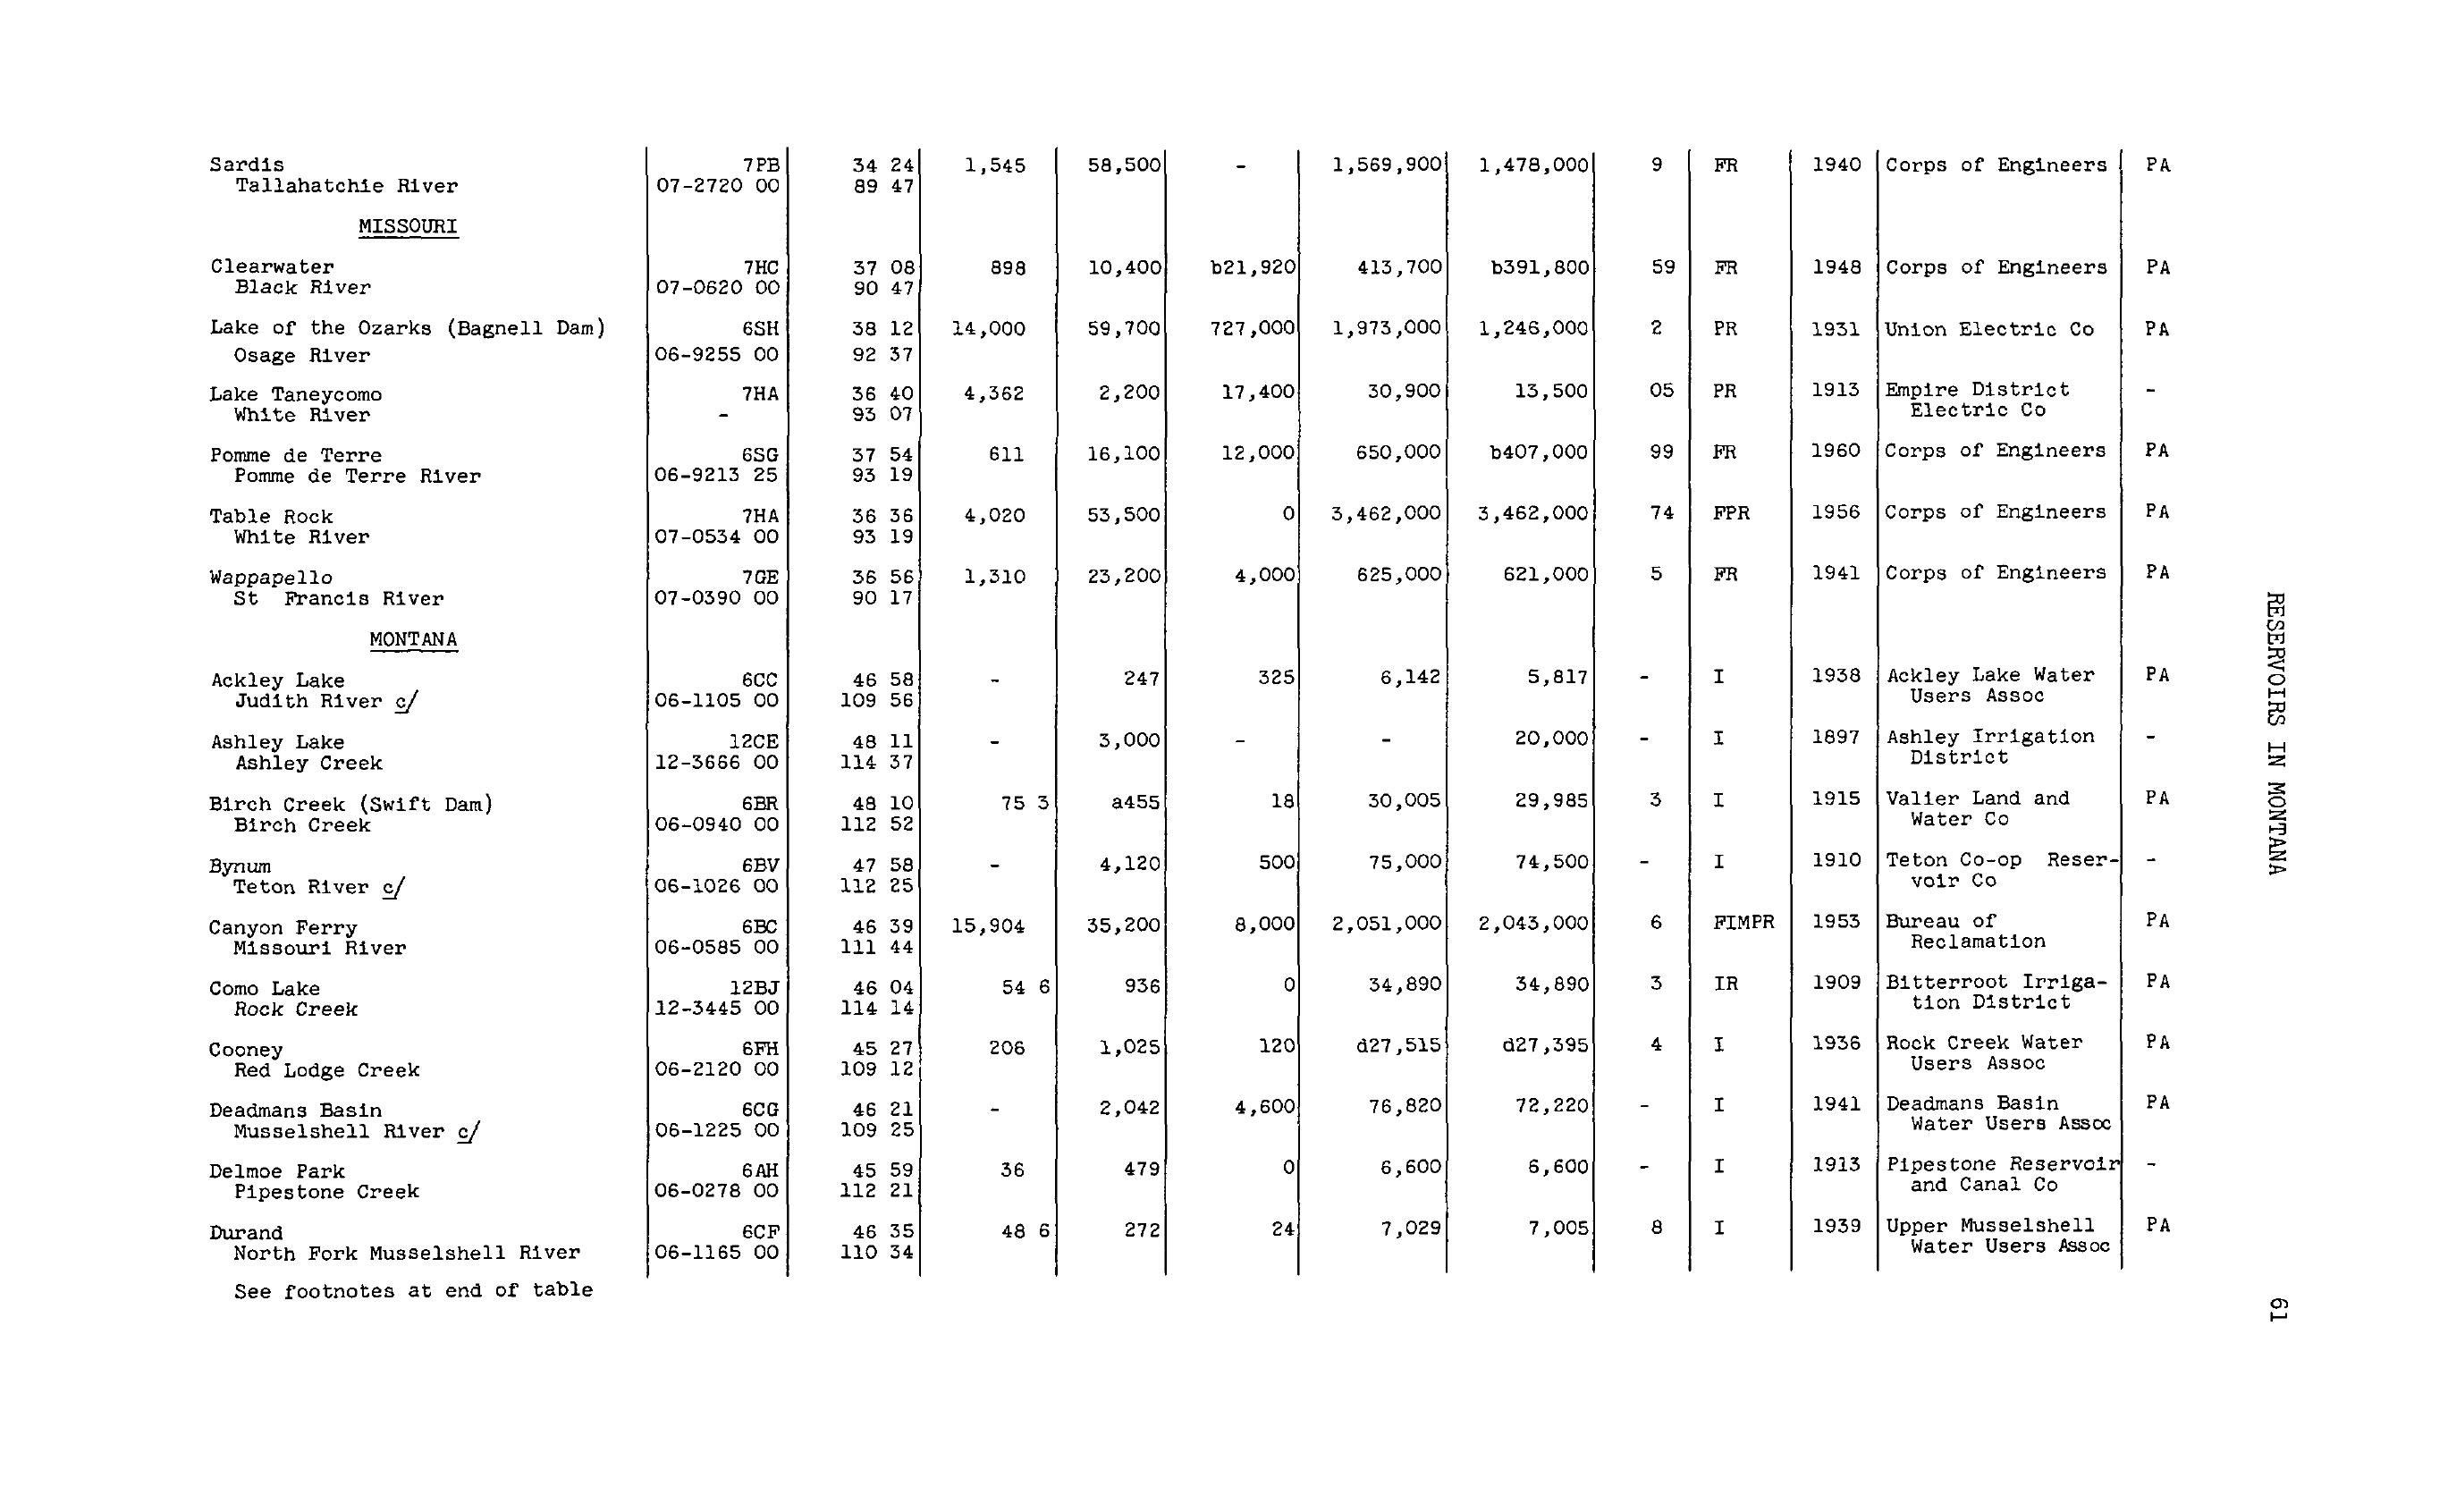 Sardis 7PB 34 24 1,545 58,500 - 1,569,900 1,478,000 9 FR 1940 Corps of Engineers PA
Tallahatchie River 07-2720 00 89 47
MISSOURI
Clearwater 7HC 37 08 898 10,400 b21,920 413,700 b391,800 59 FR 1948 Corps of Engineers PA
Black River 07-0620 00 90 47
Lake of the Ozarks (Bagnell Dam) 6SH 38 12 14,000 59,700 727,000 1,973,000 1,246,000 2 PR 1931 Union Electric Co PA
Osage River 06-9255 00 92 37
Lake Taneycomo 7HA 36 40 4,362 2,200 17,400 30,900 13,500 05 PR 1913 Empire District -
White River - 93 07 Electric Co
Pomme de Terre 6SG 37 54 611 16,100 12,000 650,000 b407,000 99 FR 1960 Corps of Engineers PA
Pomme de Terre River 06-9213 25 93 19
Table Rock 7HA 36 36 4,020 53,500 0 3,462,000 3,462,000 74 FPR 1956 Corps of Engineers PA
White River 07-0534 00 93 19
Wappapello 7GE 36 56 1,310 23,200 4,000 625,000 621,000 5 FR 1941 Corps of Engineers PA
St Francis River 07-0390 00 90 17
MONTANA
Ackley Lake 6CC 46 58 - 247 325 6,142 5,817 - I 1938 Ackley Lake Water PA
Judith River c/ 06-1105 00 109 56 Users Assoc
Ashley Lake 12CE 48 11 - 3,000 - - 20,000 - I 1897 Ashley Irrigation -
Ashley Creek 12-3666 00 114 37 District
Birch Creek (Swift Dam) 6BR 48 10 75 3 a455 18 30,005 29,985 3 I 1915 Valier Land and PA
Birch Creek 06-0940 00 112 52 Water Co
Bynum 6BV 47 58 - 4,120 500 75,000 74,500 - I 1910 Teton Co-op Reser- -
Teton River c/ 06-1026 00 112 25 voir Co
Canyon Ferry 6BC 46 39 15,904 35,200 8,000 2,051,000 2,043,000 6 FIMPR 1953 Bureau of PA
Missouri River 06-0585 00 111 44 Reclamation
Como Lake 12BJ 46 04 54 6 936 0 34,890 34,890 3 IR 1909 Bitterroot Irriga- PA
Rock Creek 12-3445 00 114 14 tion District
Cooney 6FH 45 27 206 1,025 120 d27,515 d27,395 4 I 1936 Rock Creek Water PA
Red Lodge Creek 06-2120 00 109 12 Users Assoc
Deadmans Basin 6CG 46 21 - 2,042 4,600 76,820 72,220 - I 1941 Deadmans Basin PA
Musselshell River c/ 06-1225 00 109 25 Water Users Assoc
Delmoe Park 6AH 45 59 36 479 0 6,600 6,600 - I 1913 Pipestone Reservoir -
Pipestone Creek 06-0278 00 112 21 and Canal Co
Durand 6CF 46 35 48 6 272 24 7,029 7,005 8 I 1939 Upper Musselshell PA
North Fork Musselshell River 06-1165 00 110 34 Water Users Assoc
See footnotes at end of table
RESERVOIRS IN MONTANA
61